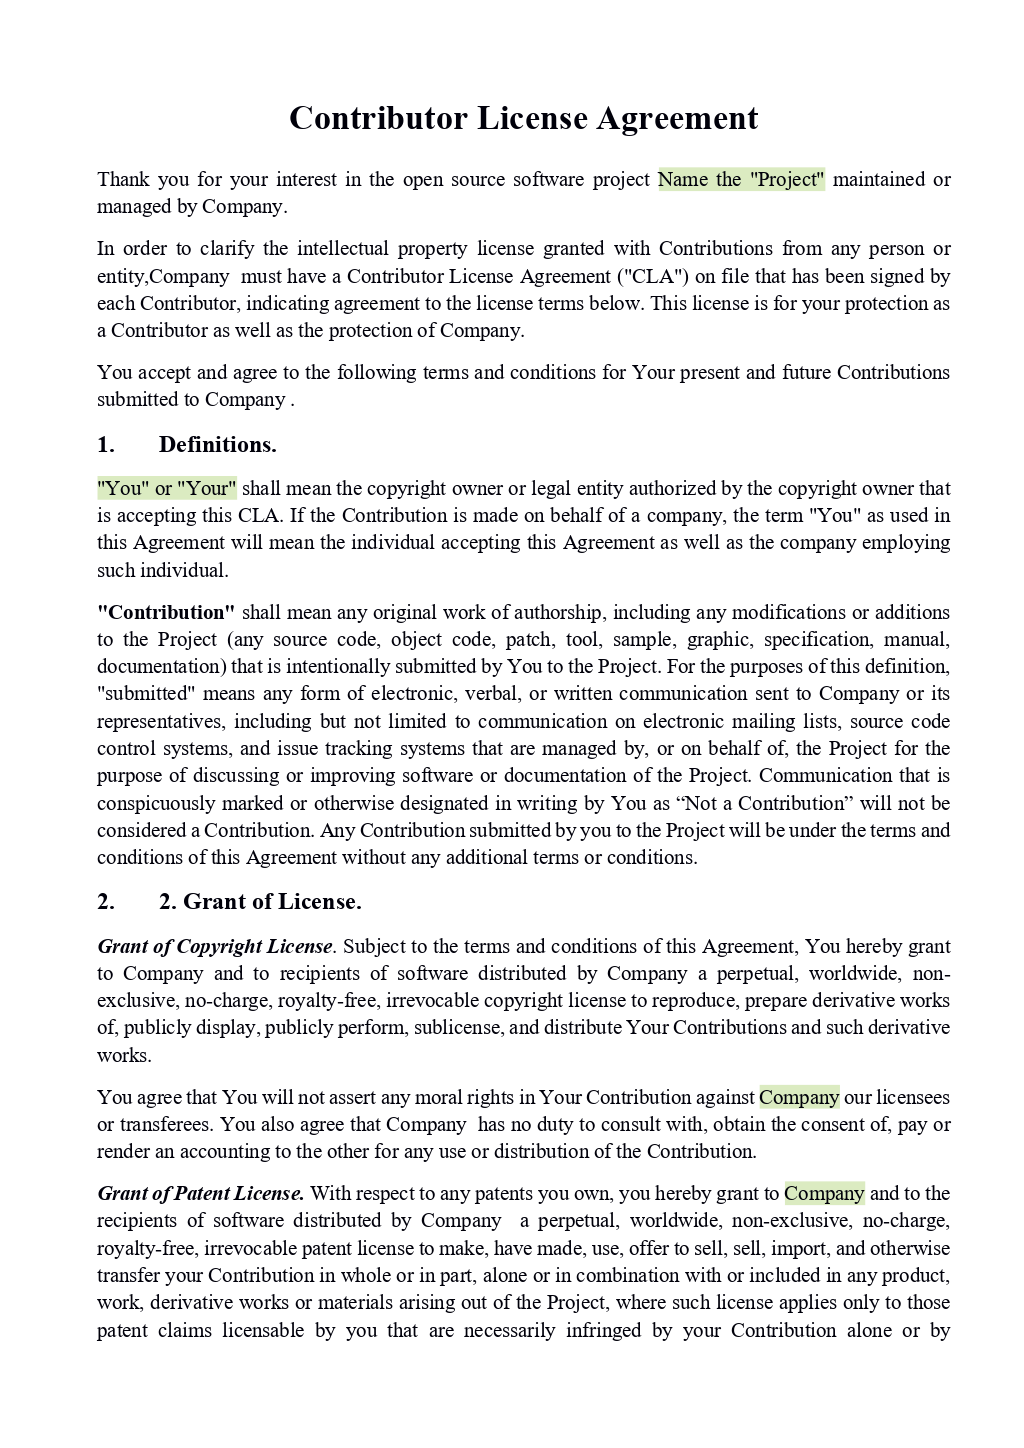 Contributor License Agreement
Thank you for your interest in the open source software project Name the "Project" maintained or
managed by Company.
In order to clarify the intellectual property license granted with Contributions from any person or
entity,Company  must have a Contributor License Agreement ("CLA") on file that has been signed by
each Contributor, indicating agreement to the license terms below. This license is for your protection as
a Contributor as well as the protection of Company.
You accept and agree to the following terms and conditions for Your present and future Contributions
submitted to Company .
1. Definitions.
"You" or "Your" shall mean the copyright owner or legal entity authorized by the copyright owner that
is accepting this CLA. If the Contribution is made on behalf of a company, the term "You" as used in
this Agreement will mean the individual accepting this Agreement as well as the company employing
such individual.
"Contribution" shall mean any original work of authorship, including any modifications or additions
to the Project (any source code, object code, patch, tool, sample, graphic, specification, manual,
documentation) that is intentionally submitted by You to the Project. For the purposes of this definition,
"submitted" means any form of electronic, verbal, or written communication sent to Company or its
representatives, including but not limited to communication on electronic mailing lists, source code
control systems, and issue tracking systems that are managed by, or on behalf of, the Project for the
purpose of discussing or improving software or documentation of the Project. Communication that is
conspicuously marked or otherwise designated in writing by You as “Not a Contribution” will not be
considered a Contribution. Any Contribution submitted by you to the Project will be under the terms and
conditions of this Agreement without any additional terms or conditions.
2. 2. Grant of License.
Grant of Copyright License. Subject to the terms and conditions of this Agreement, You hereby grant
to Company and to recipients of software distributed by Company a perpetual, worldwide, non-
exclusive, no-charge, royalty-free, irrevocable copyright license to reproduce, prepare derivative works
of, publicly display, publicly perform, sublicense, and distribute Your Contributions and such derivative
works.
You agree that You will not assert any moral rights in Your Contribution against Company our licensees
or transferees. You also agree that Company  has no duty to consult with, obtain the consent of, pay or
render an accounting to the other for any use or distribution of the Contribution.
Grant of Patent License. With respect to any patents you own, you hereby grant to Company and to the
recipients of software distributed by Company  a perpetual, worldwide, non-exclusive, no-charge,
royalty-free, irrevocable patent license to make, have made, use, offer to sell, sell, import, and otherwise
transfer your Contribution in whole or in part, alone or in combination with or included in any product,
work, derivative works or materials arising out of the Project, where such license applies only to those
patent claims licensable by you that are necessarily infringed by your Contribution alone or by